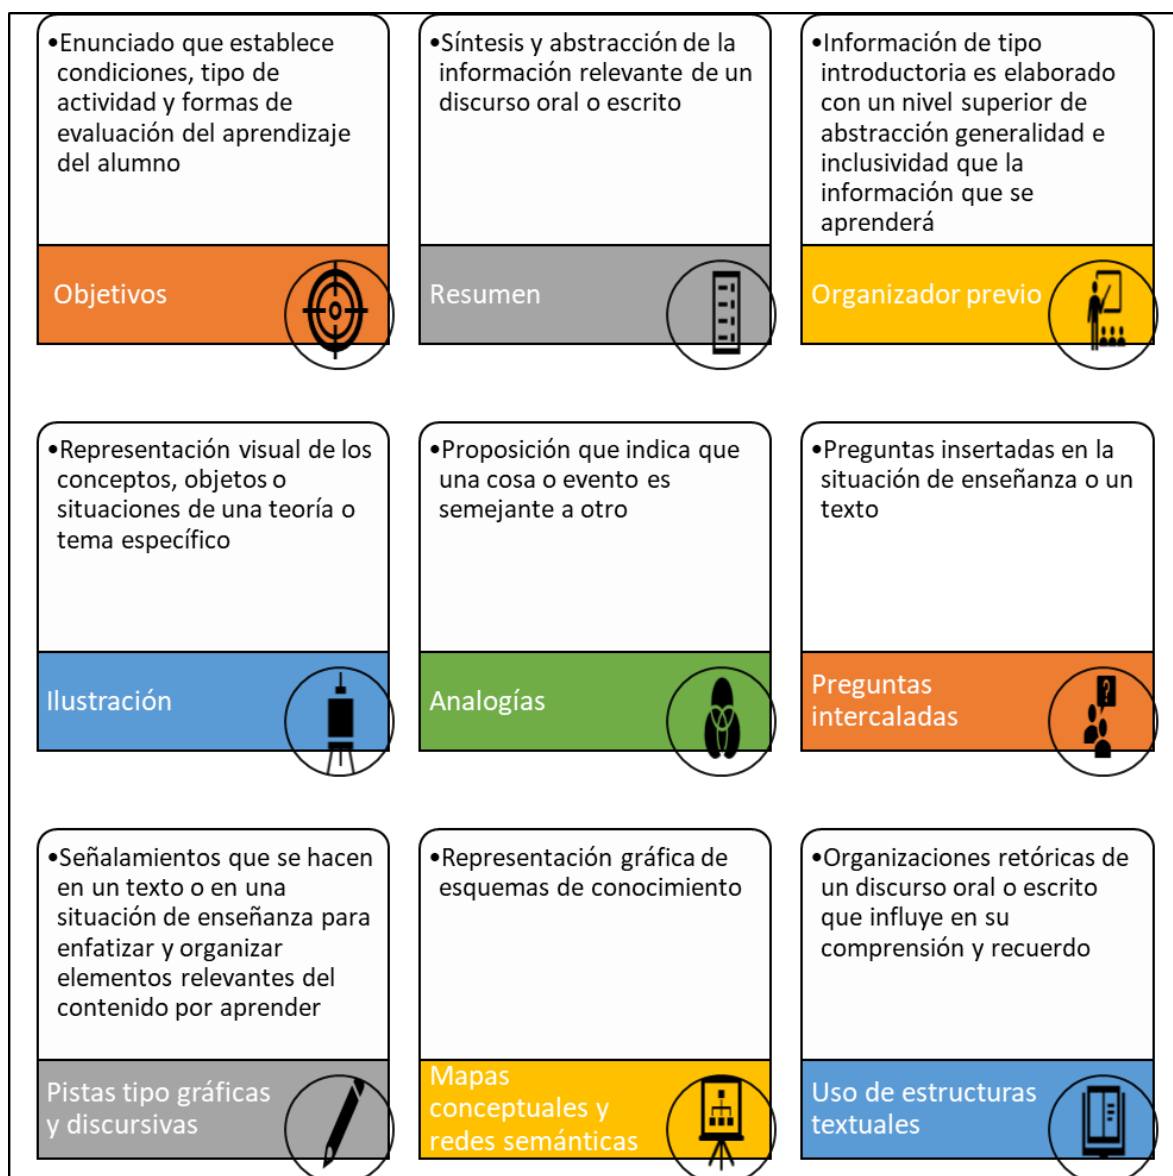 •Enunciado que establece
condiciones, tipo de
actividad y formas de
evaluación del aprendizaje
del alumno
Objetivos
•Síntesis y abstracción de la
información relevante de un
discurso oral o escrito
Resumen
•Información de tipo
introductoria es elaborado
con un nivel superior de
abstracción generalidad e
inclusividad que la
información que se
aprenderá
Organizador previo
•Representación visual de los
conceptos, objetos o
situaciones de una teoría o
tema específico
Ilustración
•Proposición que indica que
una cosa o evento es
semejante a otro
Analogías
•Preguntas insertadas en la
situación de enseñanza o un
texto
Preguntas
intercaladas
•Señalamientos que se hacen
en un texto o en una
situación de enseñanza para
enfatizar y organizar
elementos relevantes del
contenido por aprender
Pistas tipo gráficas
y discursivas
•Representación gráfica de
esquemas de conocimiento
Mapas
conceptuales y
redes semánticas
•Organizaciones retóricas de
un discurso oral o escrito
que influye en su
comprensión y recuerdo
Uso de estructuras
textuales